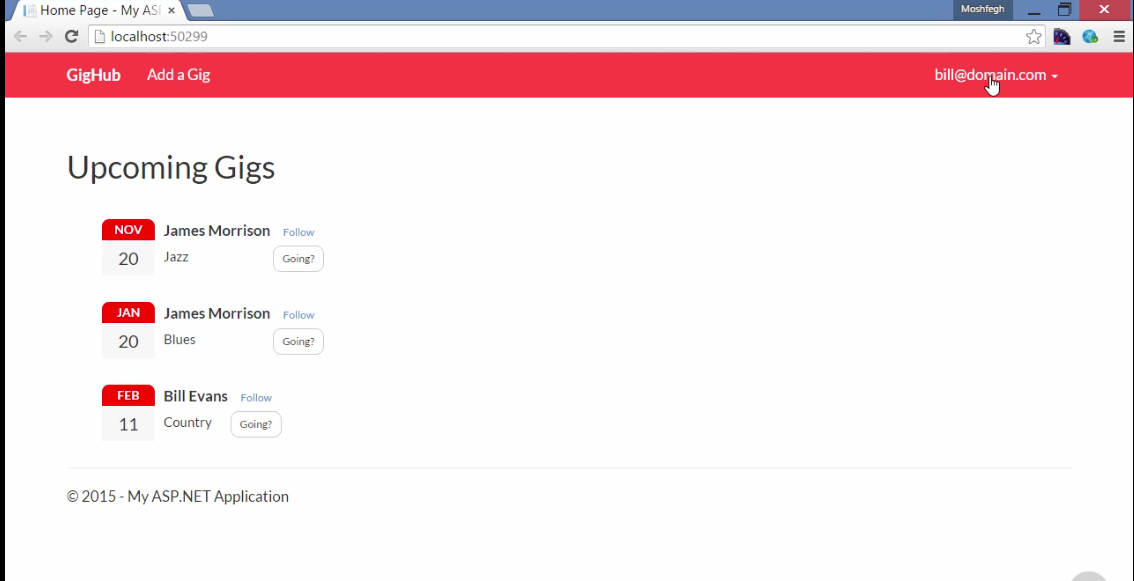 Home Page - My AS
Moshfegh
localhost:50299
GigHub Add a Gig bill@domain.com
Upcoming Gigs
NOV James Morrison Follow
20 Jazz Going?
JAN James Morrison Follow
20 Blues Going?
FEB Bill Evans Follow
11 Country Going?
© 2015 - My ASP.NET Application